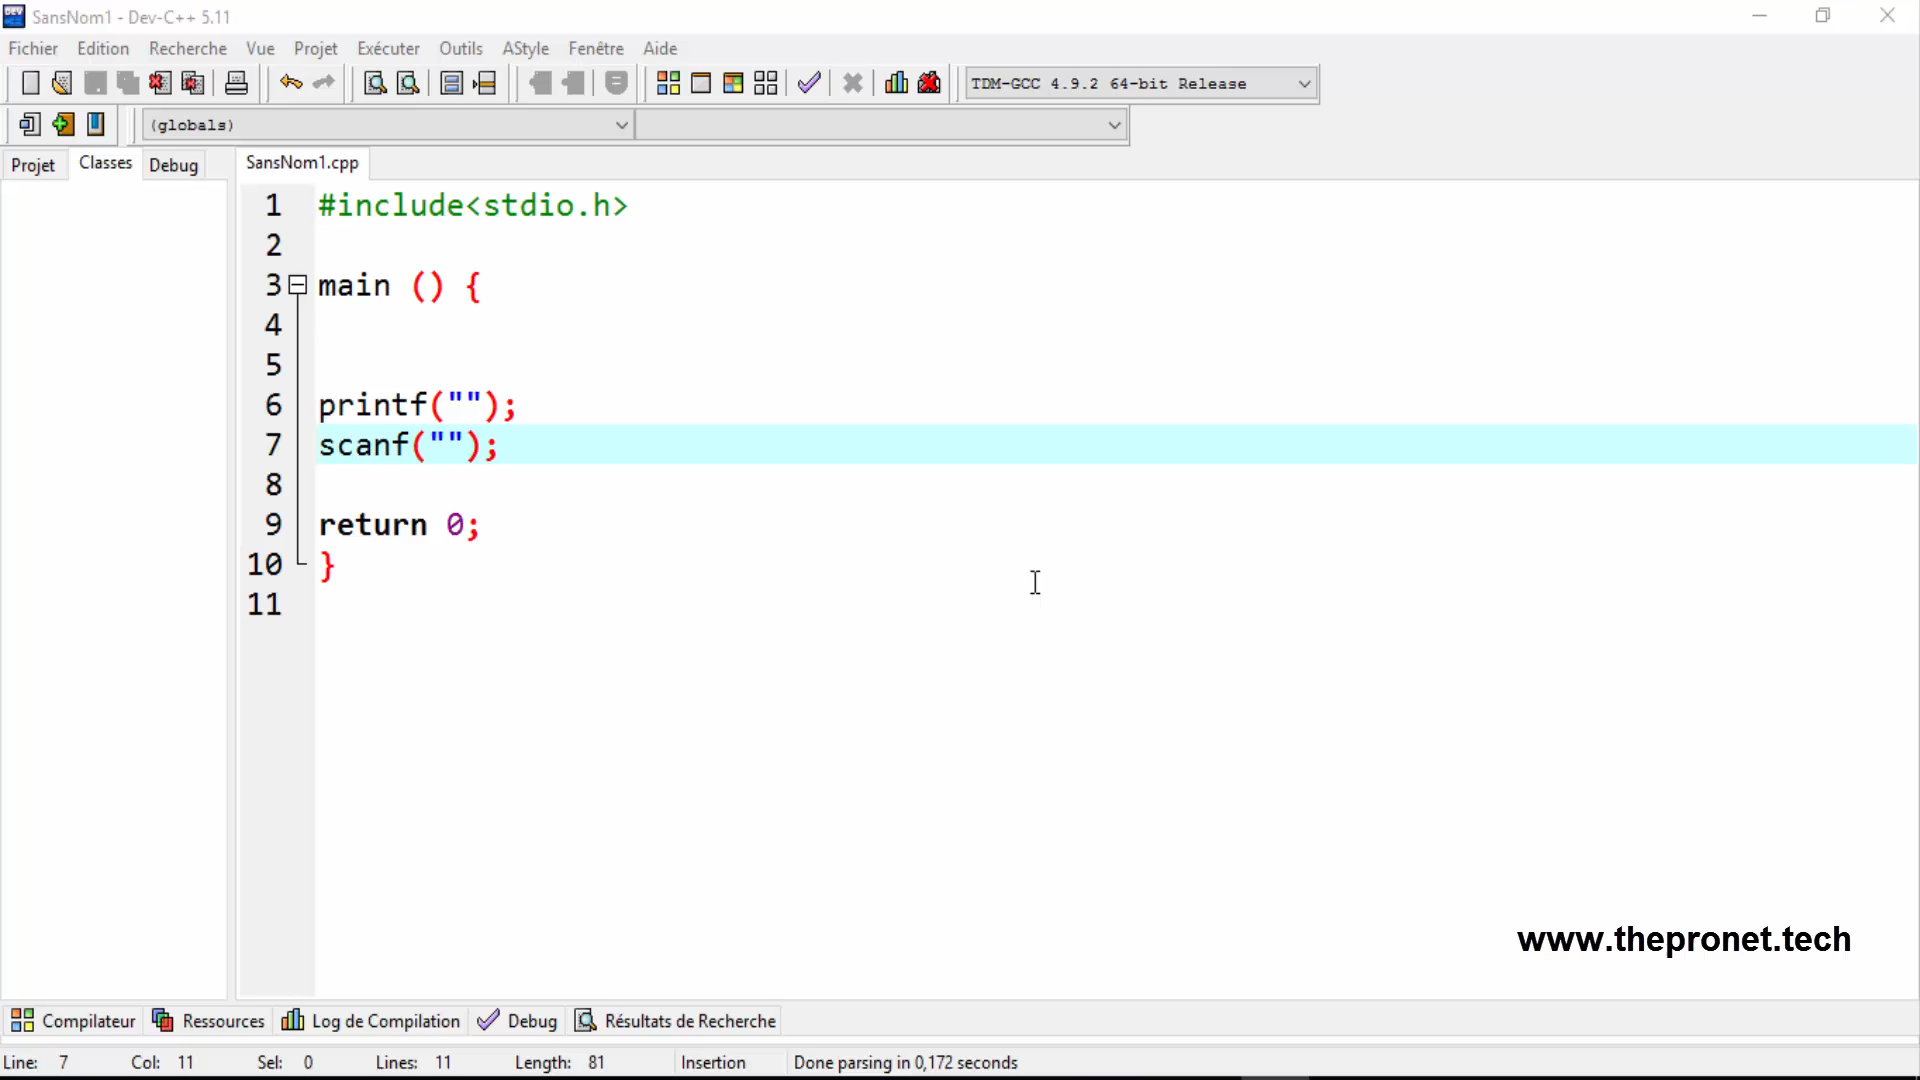 SansNom1 - Dev-C++ 5.11
Fichier Edition Recherche Vue Projet Exécuter Outils AStyle Fenêtre Aide
TDM-GCC 4.9.2 64-bit Release
(globals)
Projet Classes Debug SansNom1.cpp
1 #include<stdio.h>
2
3 main () {
4
5
6 printf("");
7 scanf("");
8
9 return 0;
10 }
11
www.thepronet.tech
Compilateur Ressources Log de Compilation Debug Résultats de Recherche
Line: 7 Col: 11 Sel: 0 Lines: 11 Length: 81 Insertion Done parsing in 0,172 seconds